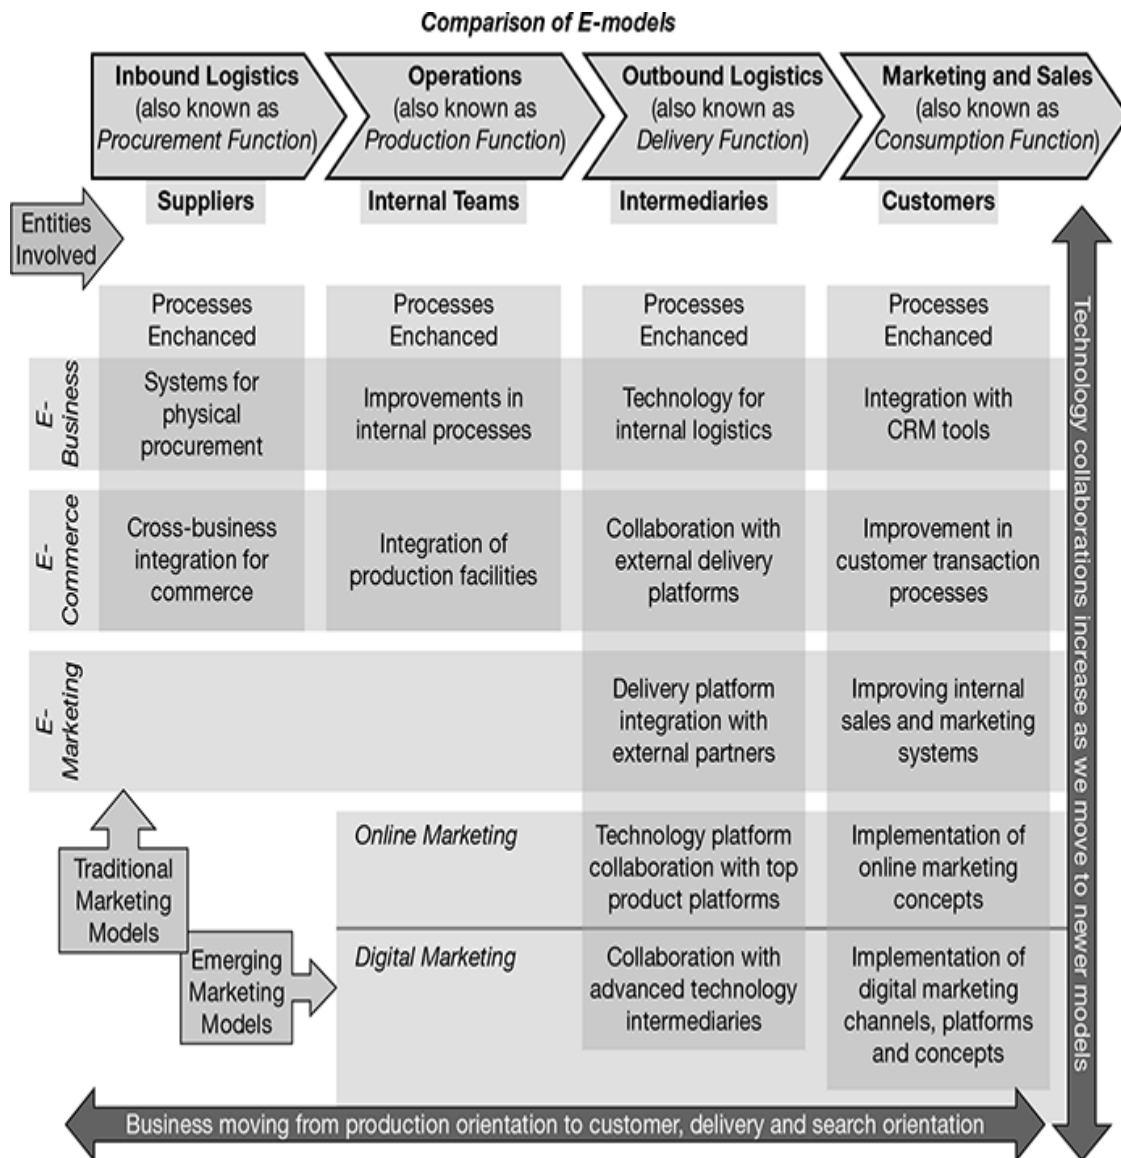 Comparison of E-models
Inbound Logistics
(also known as
Procurement Function)
Operations
(also known as
Production Function)
Outbound Logistics
(also known as
Delivery Function)
Marketing and Sales
(also known as
Consumption Function)
Suppliers
Internal Teams
Intermediaries
Customers
Entities
Involved
Processes
Enchanced
Processes
Enchanced
Processes
Enchanced
Processes
Enchanced
E-
Business
Systems for
physical
procurement
Improvements in
internal processes
Technology for
internal logistics
Integration with
CRM tools
E-
Commerce
Cross-business
integration for
commerce
Integration of
production facilities
Collaboration with
external delivery
platforms
Improvement in
customer transaction
processes
E-
Marketing
Delivery platform
integration with
external partners
Improving internal
sales and marketing
systems
Traditional
Marketing
Models
Emerging
Marketing
Models
Online Marketing
Technology platform
collaboration with top
product platforms
Implementation of
online marketing
concepts
Digital Marketing
Collaboration with
advanced technology
intermediaries
Implementation of
digital marketing
channels, platforms
and concepts
Technology collaborations increase as we move to newer models
Business moving from production orientation to customer, delivery and search orientation